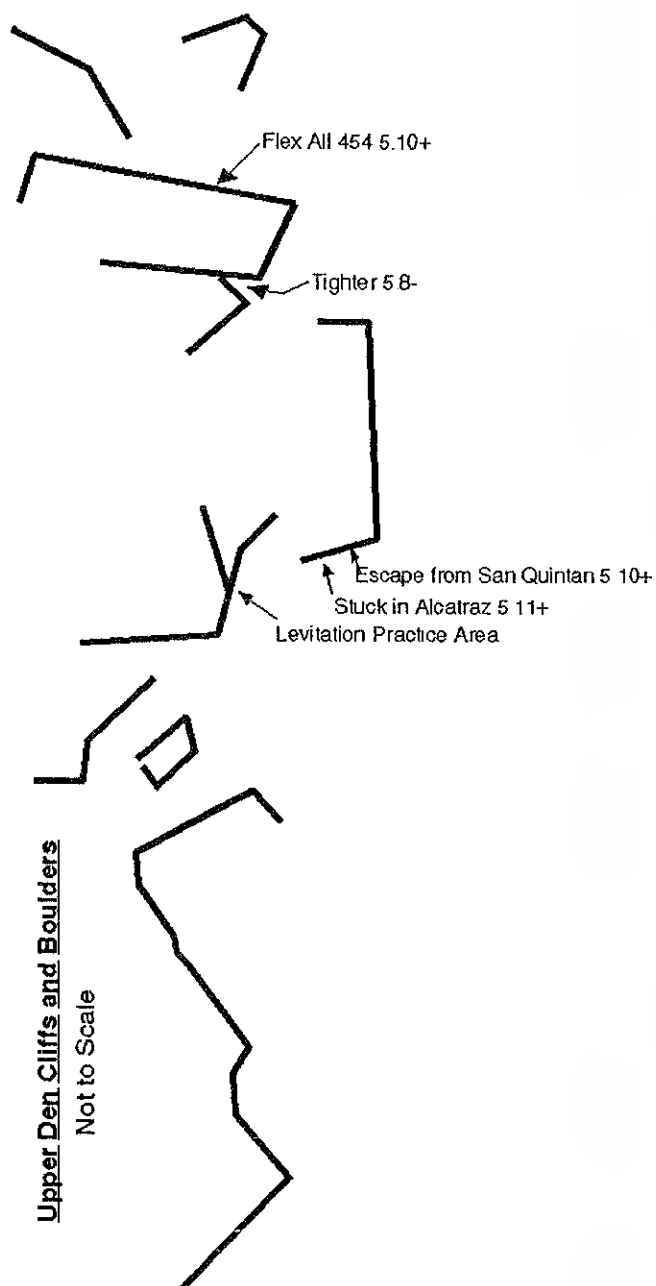 Flex All 454 5.10+
Tighter 5 8-
Escape from San Quintan 5 10+
Stuck in Alcatraz 5 11+
Levitation Practice Area
Upper Den Cliffs and Boulders
Not to Scale